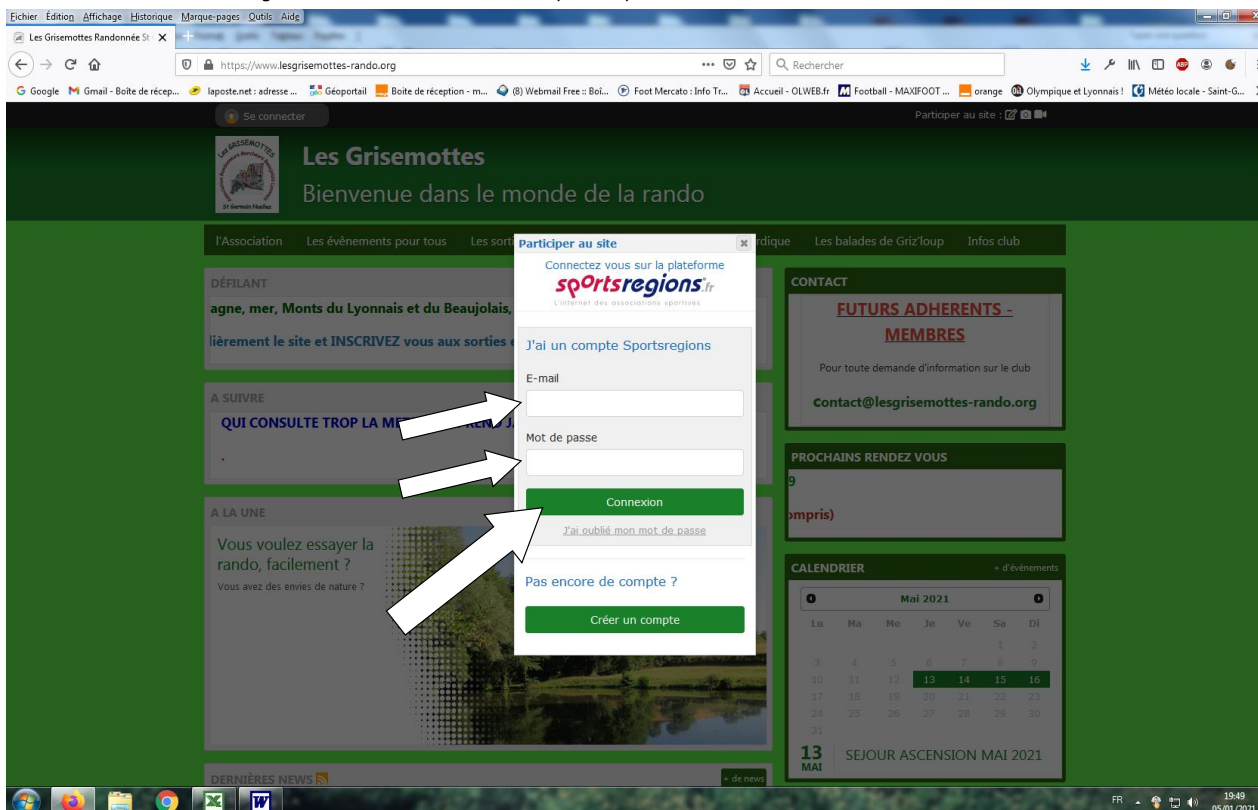 Fichier Édition Affichage Historique Marque-pages Outils Aide
Les Grisemottes Randonnée St
https://www.lesgrisemottes-rando.org
Rechercher
Google Gmail - Boîte de récep... laposte.net : adresse ... Géoportail Boite de réception - m... (8) Webmail Free :: Boî... Foot Mercato : Info Tr... Accueil - OLWEB.fr Football - MAXIFOOT ... orange Olympique et Lyonnais ! Météo locale - Saint-G...
Se connecter
Participer au site :
LES GRISEMOTTES
St Germain Nuelles
Les Grisemottes
Bienvenue dans le monde de la rando
l'Association Les évènements pour tous Les sorti rdique Les balades de Griz'loup Infos club
DÉFILANT
agne, mer, Monts du Lyonnais et du Beaujolais,
lièrement le site et INSCRIVEZ vous aux sorties e
A SUIVRE
QUI CONSULTE TROP LA
.
A LA UNE
Vous voulez essayer la
rando, facilement ?
Vous avez des envies de nature ?
DERNIÈRES NEWS
+ de news
Participer au site
Connectez vous sur la plateforme
sportsregions.fr
L'internet des associations sportives
J'ai un compte Sportsregions
E-mail
Mot de passe
Connexion
J'ai oublié mon mot de passe
Pas encore de compte ?
Créer un compte
CONTACT
FUTURS ADHERENTS -
MEMBRES
Pour toute demande d'information sur le club
contact@lesgrisemottes-rando.org
PROCHAINS RENDEZ VOUS
9
ompris)
CALENDRIER
+ d'évènements
Mai 2021
Lu Ma Me Je Ve Sa Di
1 2
3 4 5 6 7 8 9
10 11 12 13 14 15 16
17 18 19 20 21 22 23
24 25 26 27 28 29 30
31
13
MAI
SEJOUR ASCENSION MAI 2021
FR
19:49
05/01/2021